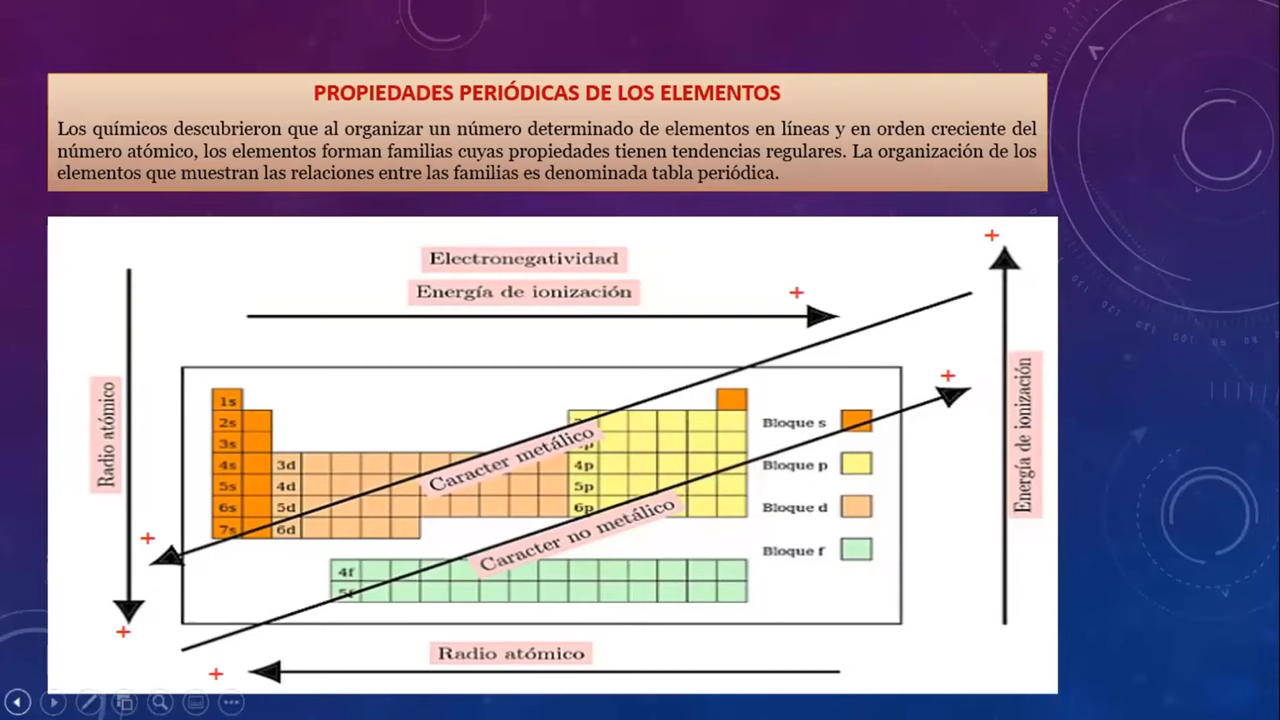 PROPIEDADES PERIÓDICAS DE LOS ELEMENTOS
Los químicos descubrieron que al organizar un número determinado de elementos en líneas y en orden creciente del
número atómico, los elementos forman familias cuyas propiedades tienen tendencias regulares. La organización de los
elementos que muestran las relaciones entre las familias es denominada tabla periódica.
+
Electronegatividad
Energía de ionización
+
Radio atómico
Energía de ionización
+
1s
2s
Bloque s
3s
Caracter metálico
4s 3d 4p
Bloque p
5s 4d 5p
6s 5d 6p
Bloque d
7s 6d
Caracter no metálico
+
Bloque f
4f
5f
+
Radio atómico
+